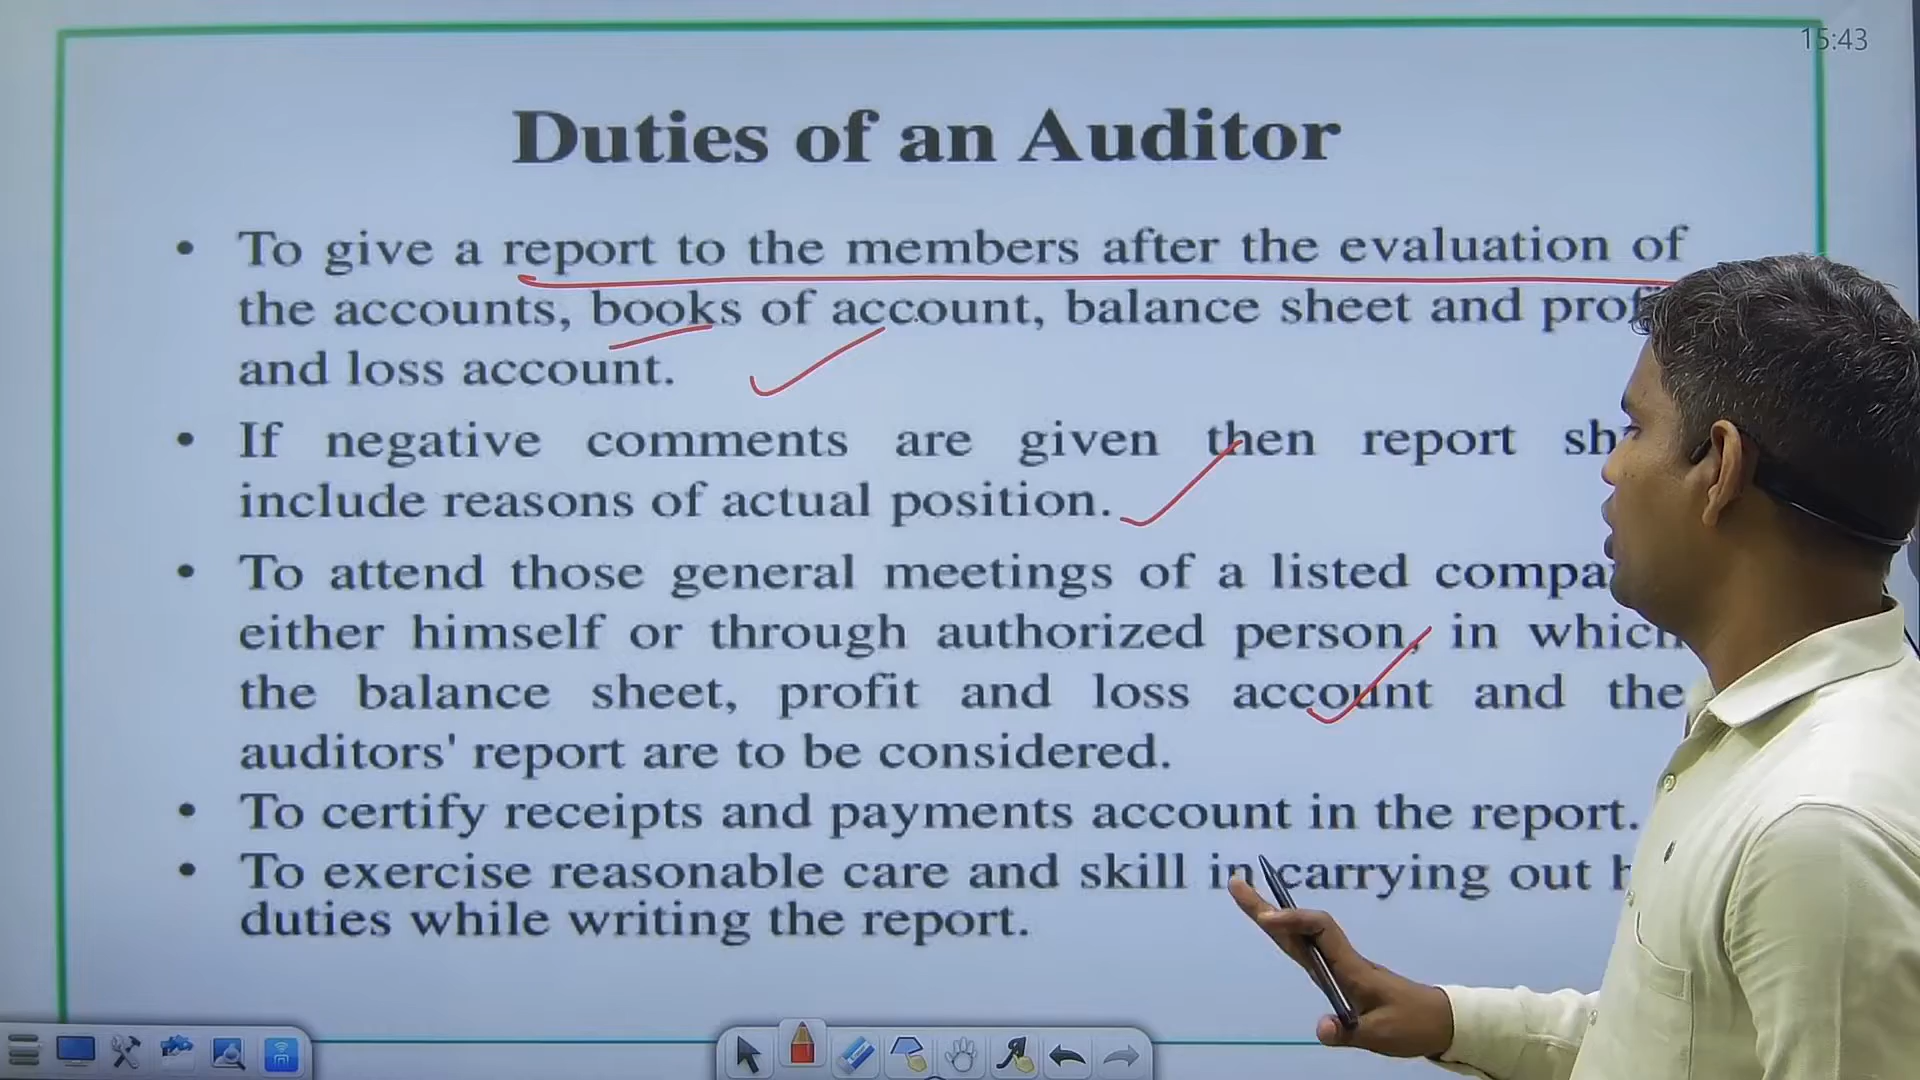 15:43
Duties of an Auditor
• To give a report to the members after the evaluation of
the accounts, books of account, balance sheet and
and loss account.
• If negative comments are given then report
include reasons of actual position.
• To attend those general meetings of a listed
either himself or through authorized person, in which
the balance sheet, profit and loss account and the
auditors' report are to be considered.
• To certify receipts and payments account in the report.
• To exercise reasonable care and skill in carrying out
duties while writing the report.